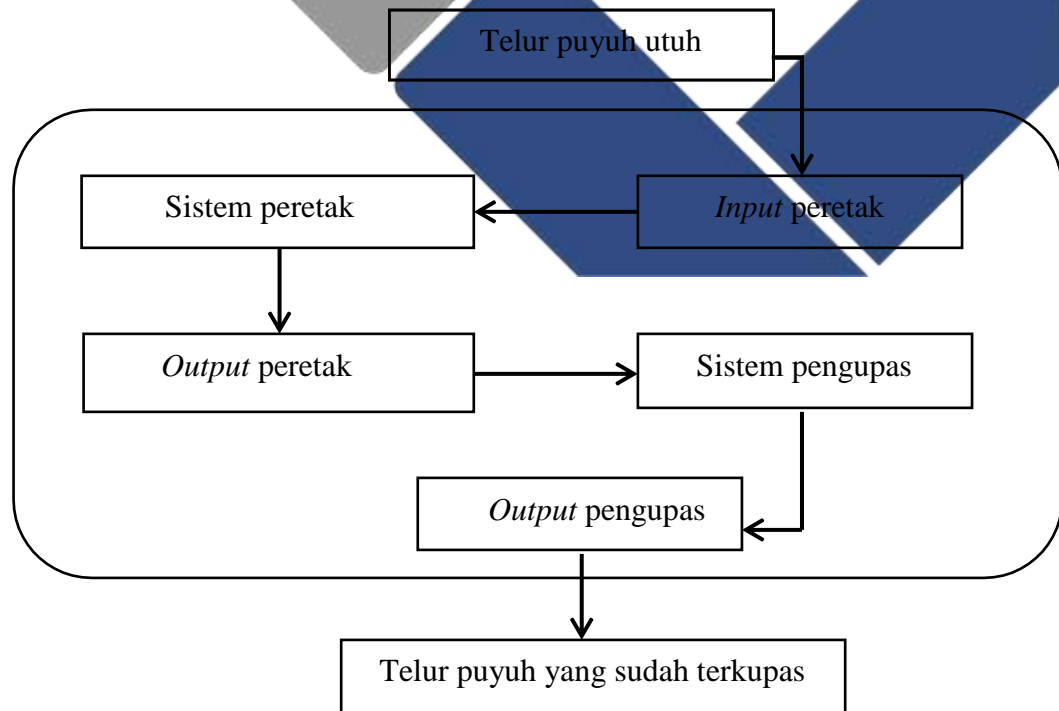 Telur puyuh utuh
Input peretak
Sistem peretak
Output peretak
Sistem pengupas
Output pengupas
Telur puyuh yang sudah terkupas